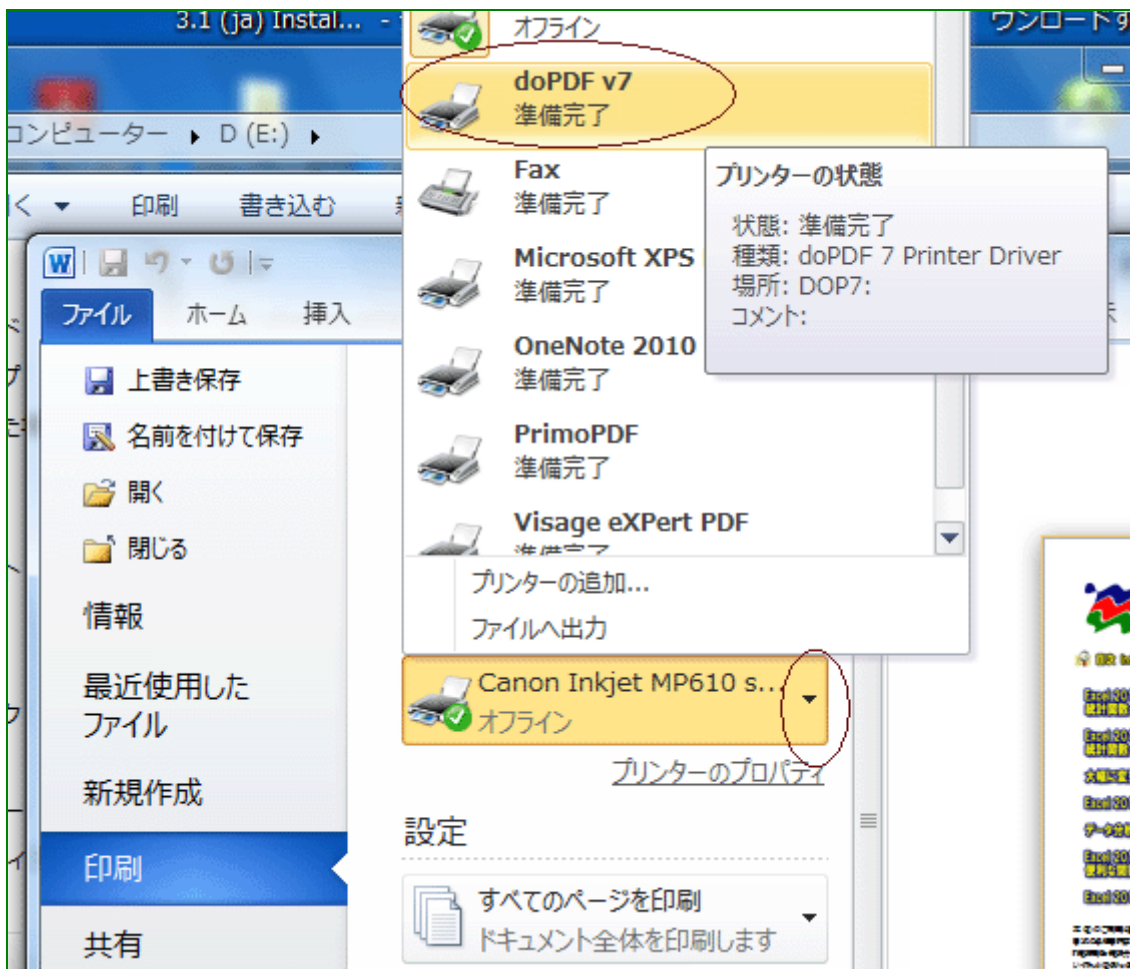 3.1 (ja) Instal... -
オフライン
doPDF v7
準備完了
コンピューター ▸ D (E:) ▸
印刷
書き込む
Fax
準備完了
プリンターの状態
状態: 準備完了
種類: doPDF 7 Printer Driver
場所: DOP7:
コメント:
Microsoft XPS
準備完了
ファイル
ホーム
挿入
OneNote 2010
準備完了
上書き保存
名前を付けて保存
開く
閉じる
PrimoPDF
準備完了
Visage eXPert PDF
準備完了
プリンターの追加...
ファイルへ出力
情報
最近使用した
ファイル
新規作成
印刷
共有
Canon Inkjet MP610 s...
オフライン
プリンターのプロパティ
設定
すべてのページを印刷
ドキュメント全体を印刷します